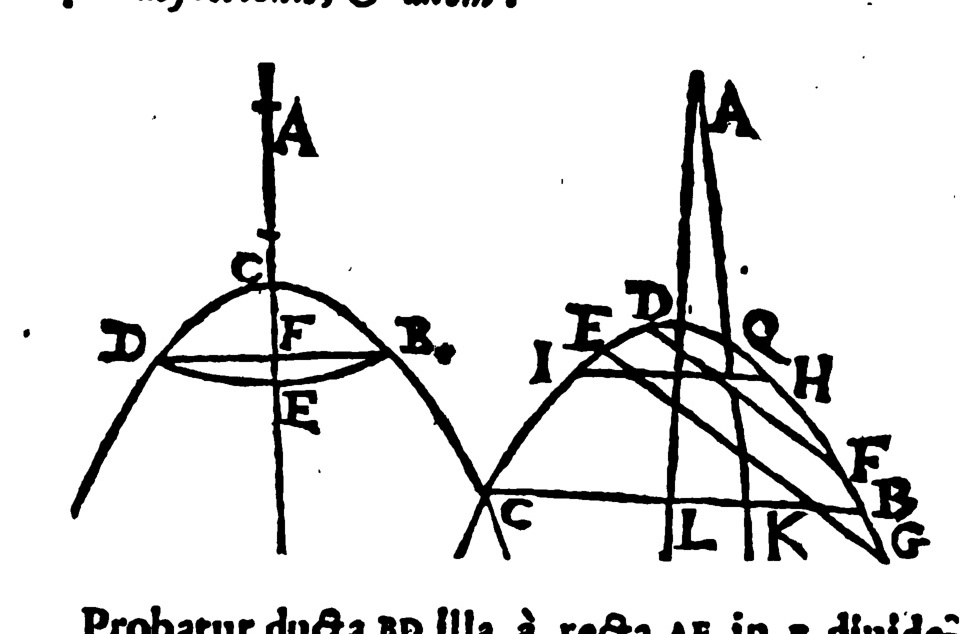 A A
C
D F B. E D Q
I H
E
F
B
C L K G
Probatur ducta BD illa à recta AE in